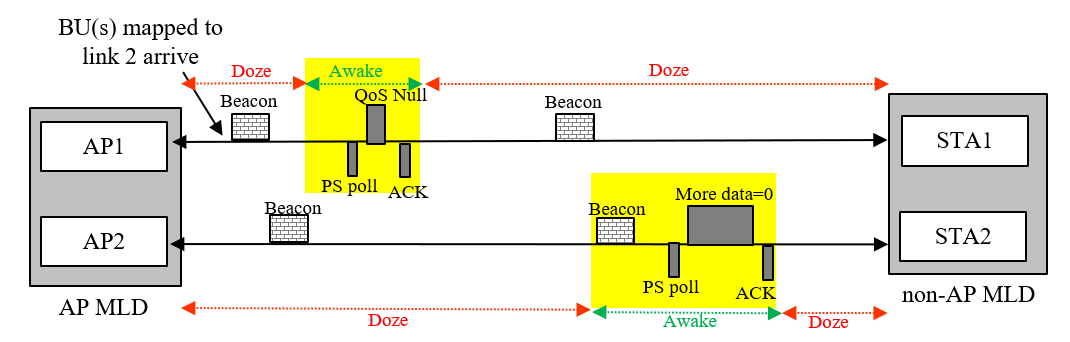 BU(s) mapped to
link 2 arrive
Doze
Awake
Doze
Beacon
QoS Null
Beacon
AP1
STA1
PS poll
ACK
More data=0
Beacon
Beacon
AP2
STA2
PS poll
ACK
AP MLD
non-AP MLD
Doze
Awake
Doze